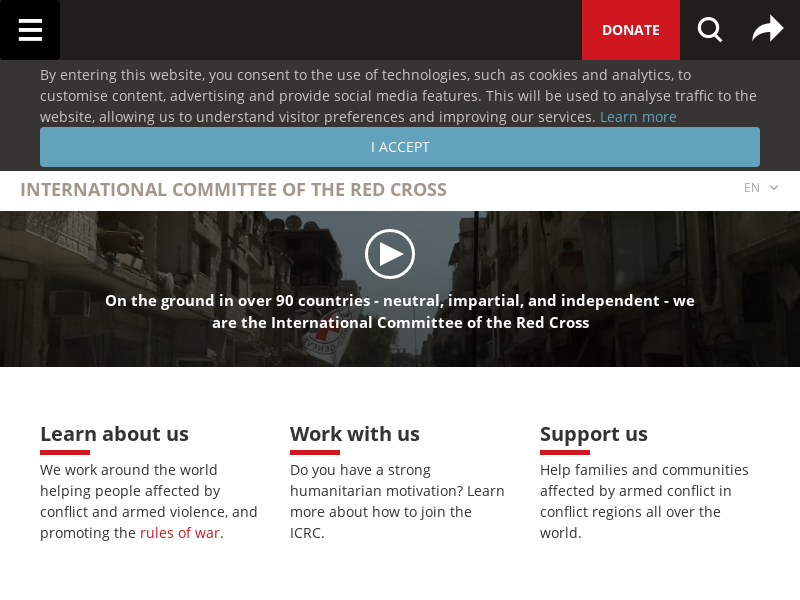 DONATE
By entering this website, you consent to the use of technologies, such as cookies and analytics, to
customise content, advertising and provide social media features. This will be used to analyse traffic to the
website, allowing us to understand visitor preferences and improving our services. Learn more
I ACCEPT
INTERNATIONAL COMMITTEE OF THE RED CROSS
EN
On the ground in over 90 countries - neutral, impartial, and independent - we
are the International Committee of the Red Cross
Learn about us
We work around the world
helping people affected by
conflict and armed violence, and
promoting the rules of war.
Work with us
Do you have a strong
humanitarian motivation? Learn
more about how to join the
ICRC.
Support us
Help families and communities
affected by armed conflict in
conflict regions all over the
world.